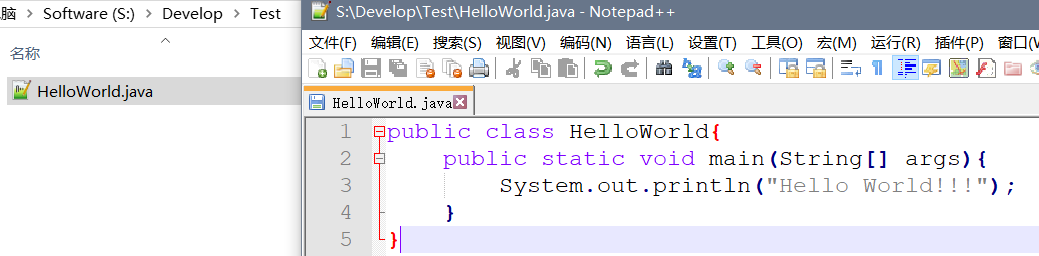 脑 Software (S:) Develop Test
名称
HelloWorld.java
S:\Develop\Test\HelloWorld.java - Notepad++
文件(F) 编辑(E) 搜索(S) 视图(V) 编码(N) 语言(L) 设置(T) 工具(O) 宏(M) 运行(R) 插件(P) 窗口(
HelloWorld.java
1 public class HelloWorld{
2 public static void main(String[] args){
3 System.out.println("Hello World!!!");
4 }
5 }